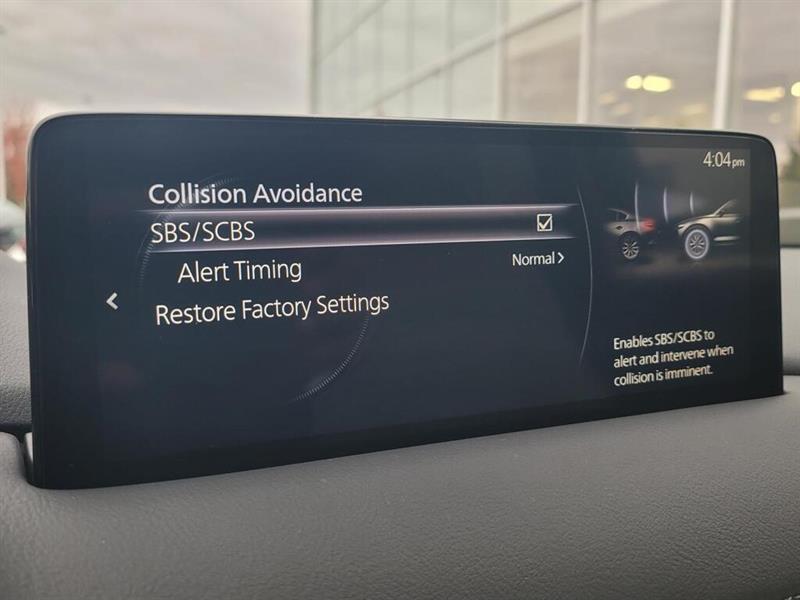 4:04pm
Collision Avoidance
SBS/SCBS
Alert Timing
Normal
Restore Factory Settings
Enables SBS/SCBS to
alert and intervene when
collision is imminent.